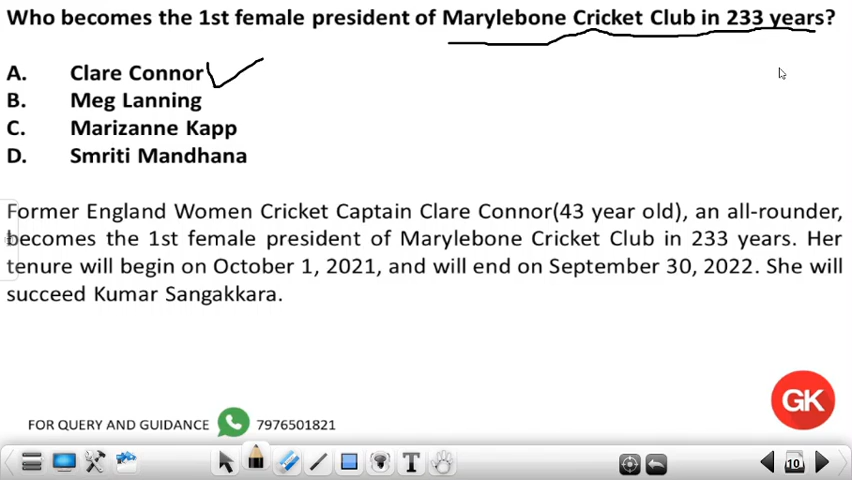 Who becomes the 1st female president of Marylebone Cricket Club in 233 years?
A. Clare Connor
B. Meg Lanning
C. Marizanne Kapp
D. Smriti Mandhana
Former England Women Cricket Captain Clare Connor(43 year old), an all-rounder,
becomes the 1st female president of Marylebone Cricket Club in 233 years. Her
tenure will begin on October 1, 2021, and will end on September 30, 2022. She will
succeed Kumar Sangakkara.
GK
FOR QUERY AND GUIDANCE 7976501821
T
10